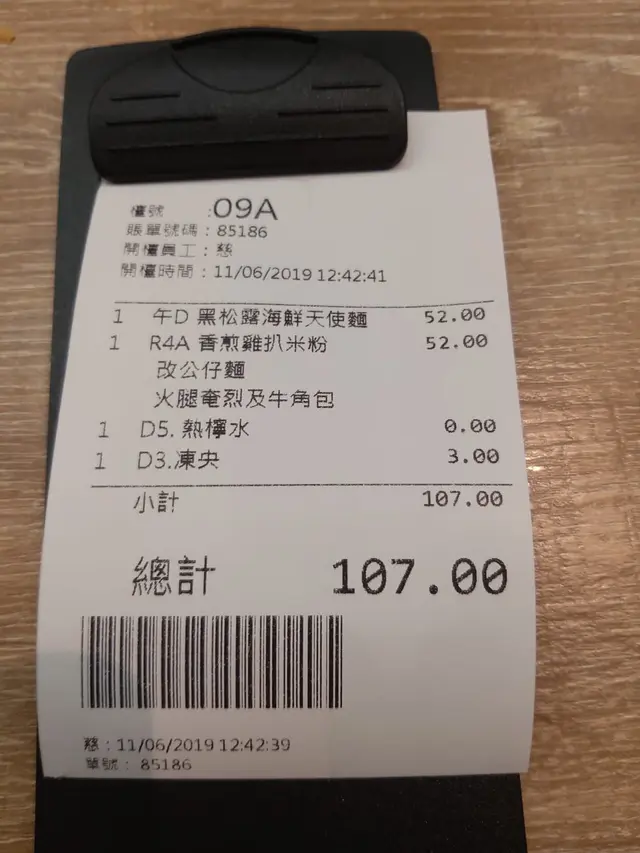 檯號 :09A
賬單號碼：85186
開檯員工：慈
開檯時間：11/06/2019 12:42:41
1 午D 黑松露海鮮天使麵 52.00
1 R4A 香煎雞扒米粉 52.00
改公仔麵
火腿奄烈及牛角包
1 D5. 熱檸水 0.00
1 D3.凍央 3.00
小計 107.00
總計 107.00
慈：11/06/2019 12:42:39
單號： 85186